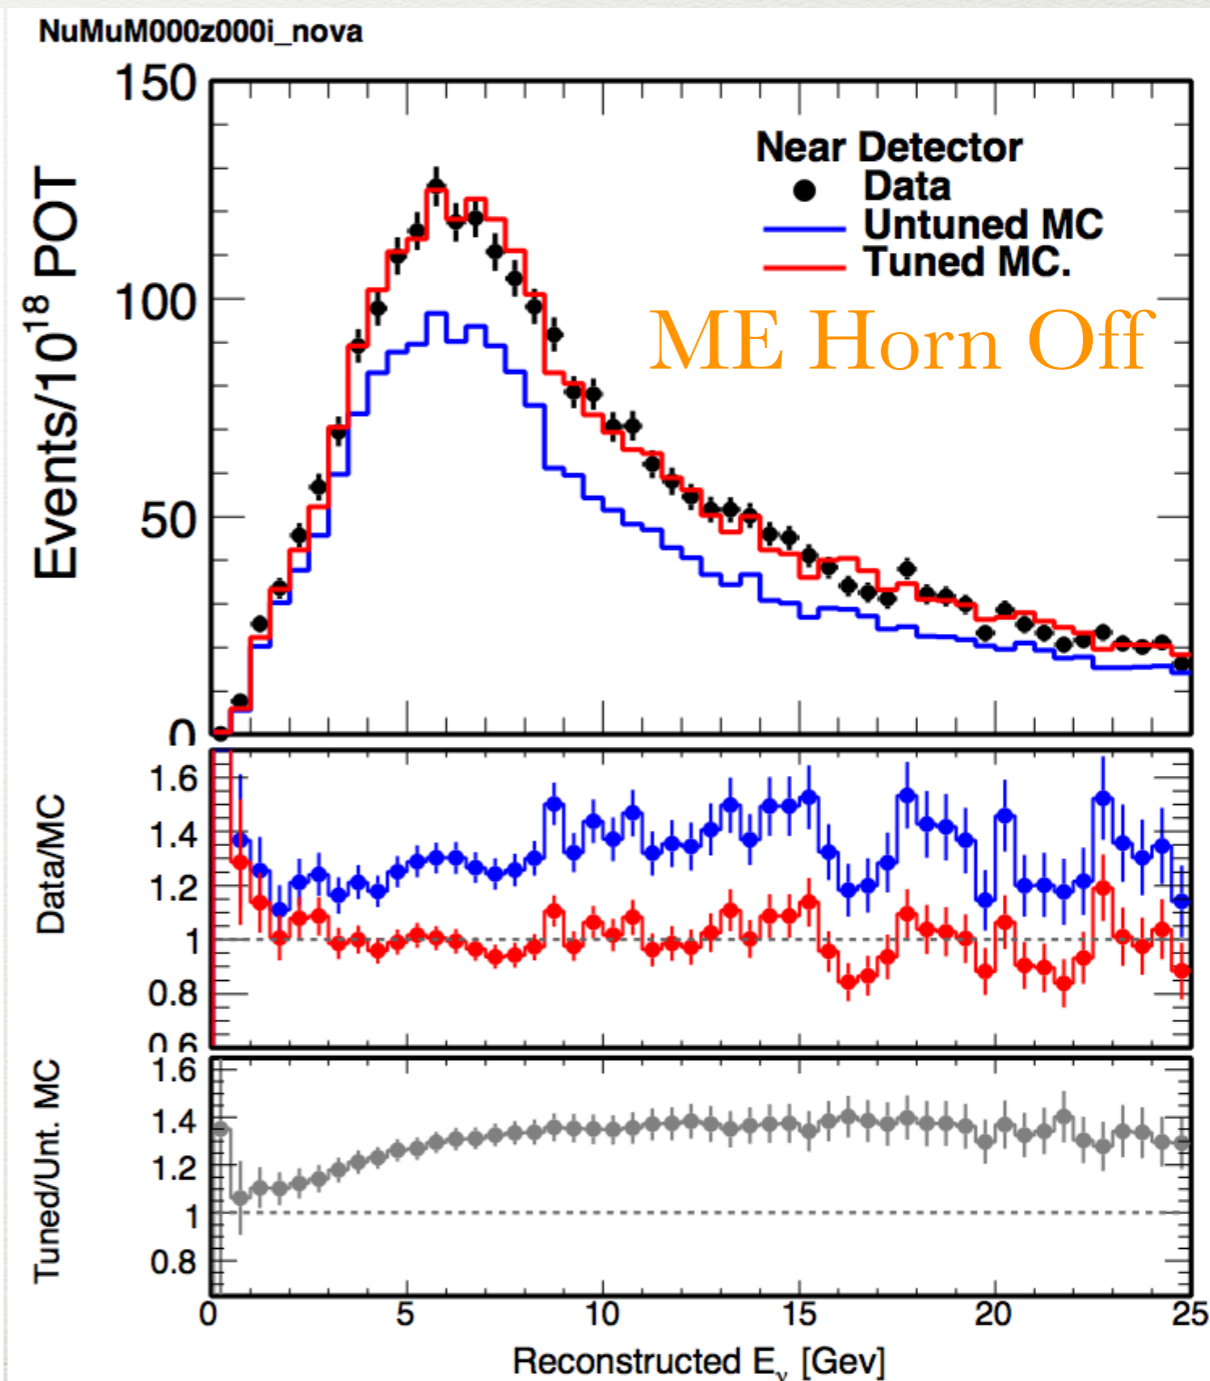 NuMuM000z000i_nova
150
100
50
0
Events/10¹⁸ POT
Near Detector
Data
Untuned MC
Tuned MC.
ME Horn Off
1.6
1.4
1.2
1
0.8
0.6
Data/MC
1.6
1.4
1.2
1
0.8
Tuned/Unt. MC
0 5 10 15 20 25
Reconstructed Eᵥ [Gev]